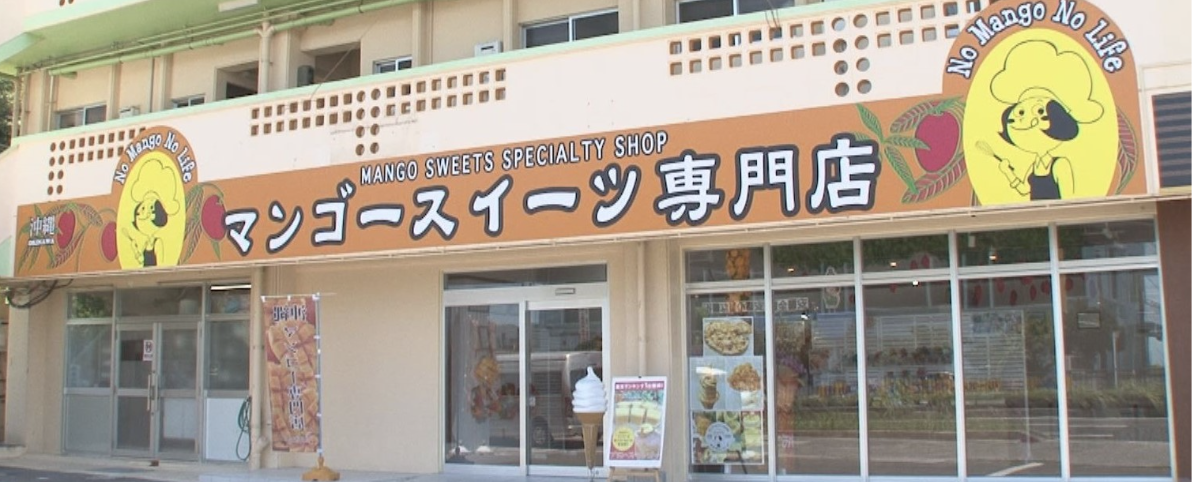 No Mango No Life
No Mango No Life
MANGO SWEETS SPECIALTY SHOP
マンゴースイーツ専門店
沖縄
OKINAWA